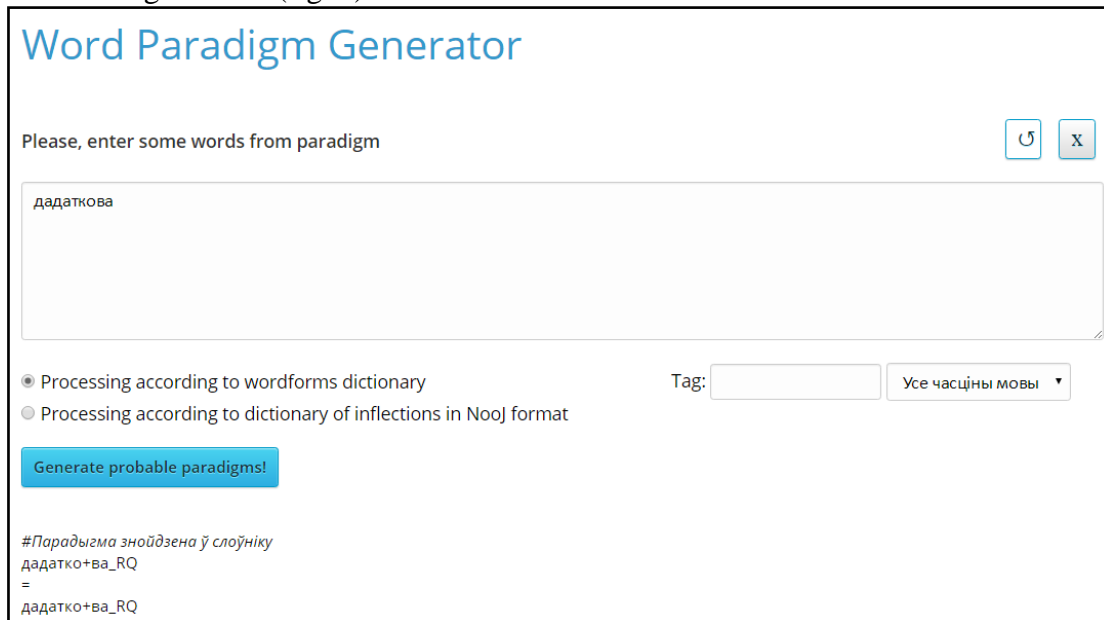 Word Paradigm Generator
Please, enter some words from paradigm
↺ x
дадаткова
Processing according to wordforms dictionary
Tag:
Усе часціны мовы
Processing according to dictionary of inflections in NooJ format
Generate probable paradigms!
#Парадыгма знойдзена ў слоўніку
дадатко+ва_RQ
=
дадатко+ва_RQ